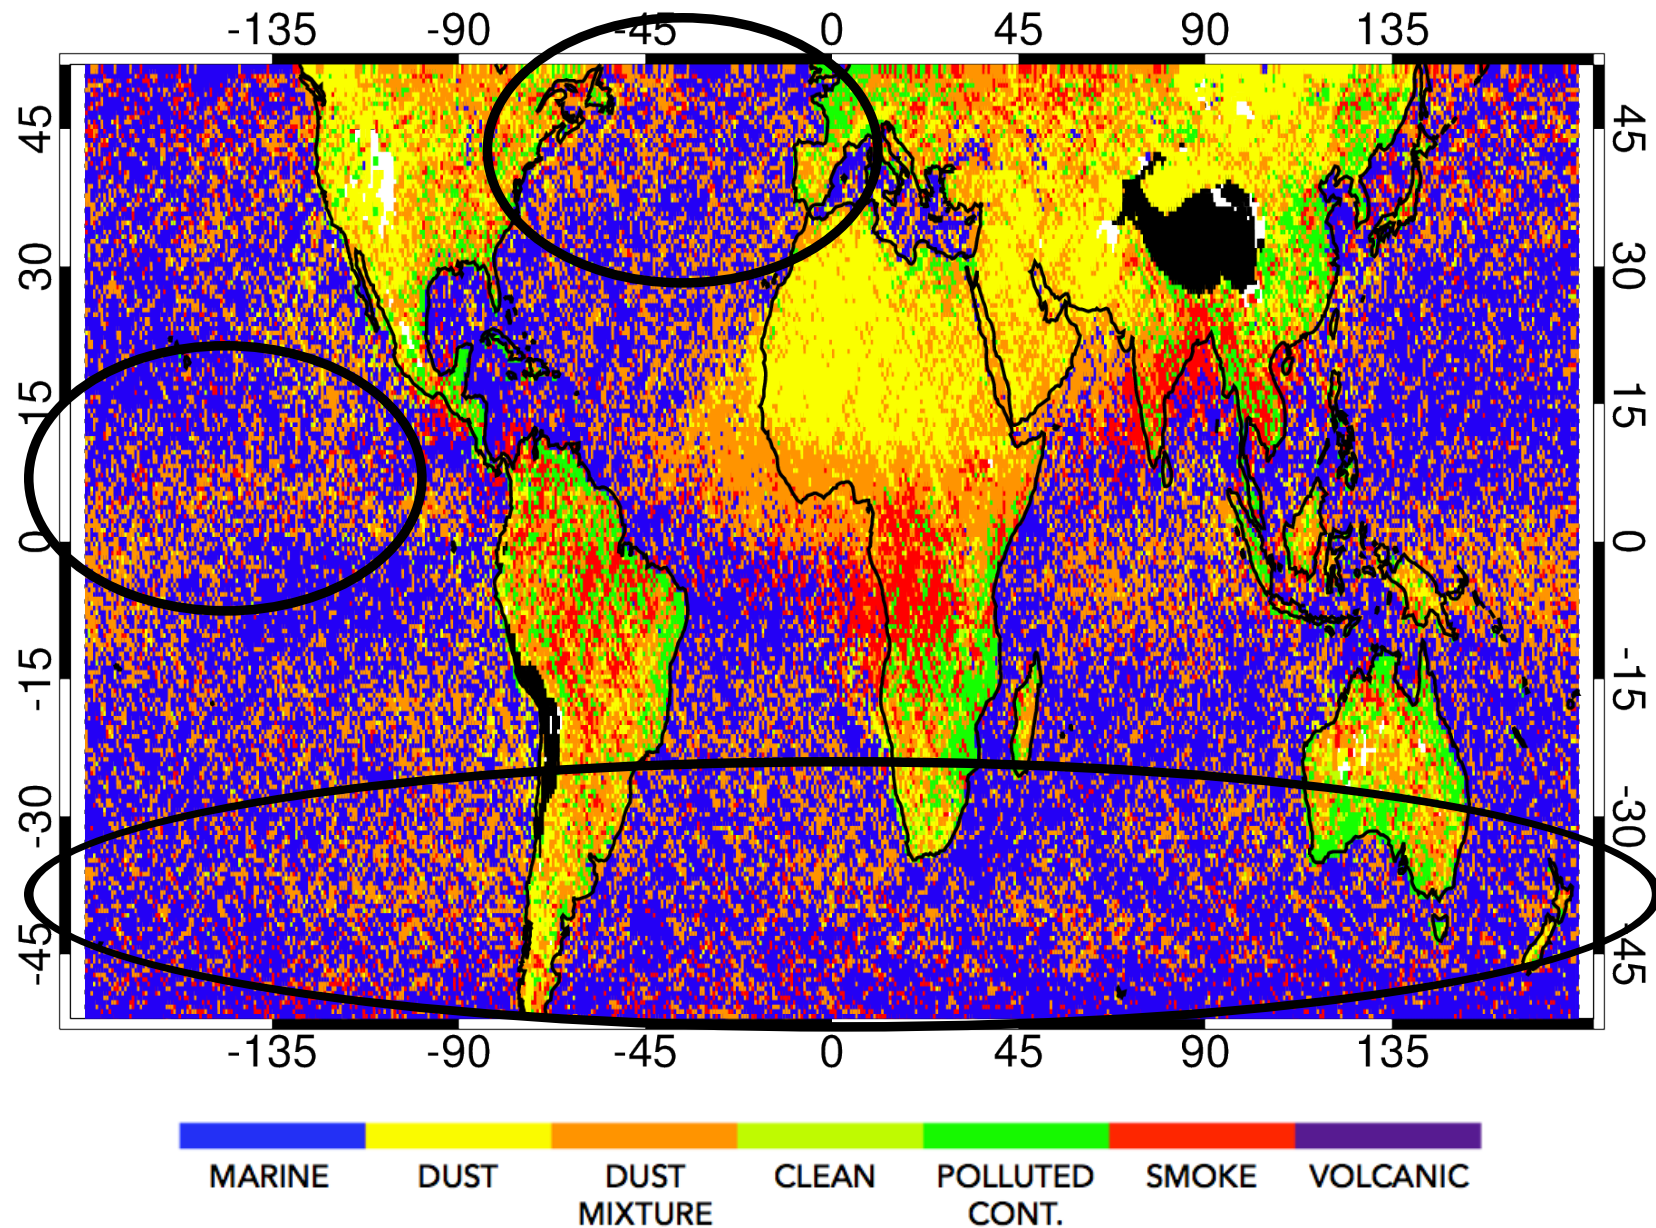 -135 -90 -45 0 45 90 135
45 30 15 0 -15 -30 -45
45 30 15 0 -15 -30 -45
-135 -90 -45 0 45 90 135
MARINE DUST DUST CLEAN POLLUTED SMOKE VOLCANIC
MIXTURE CONT.